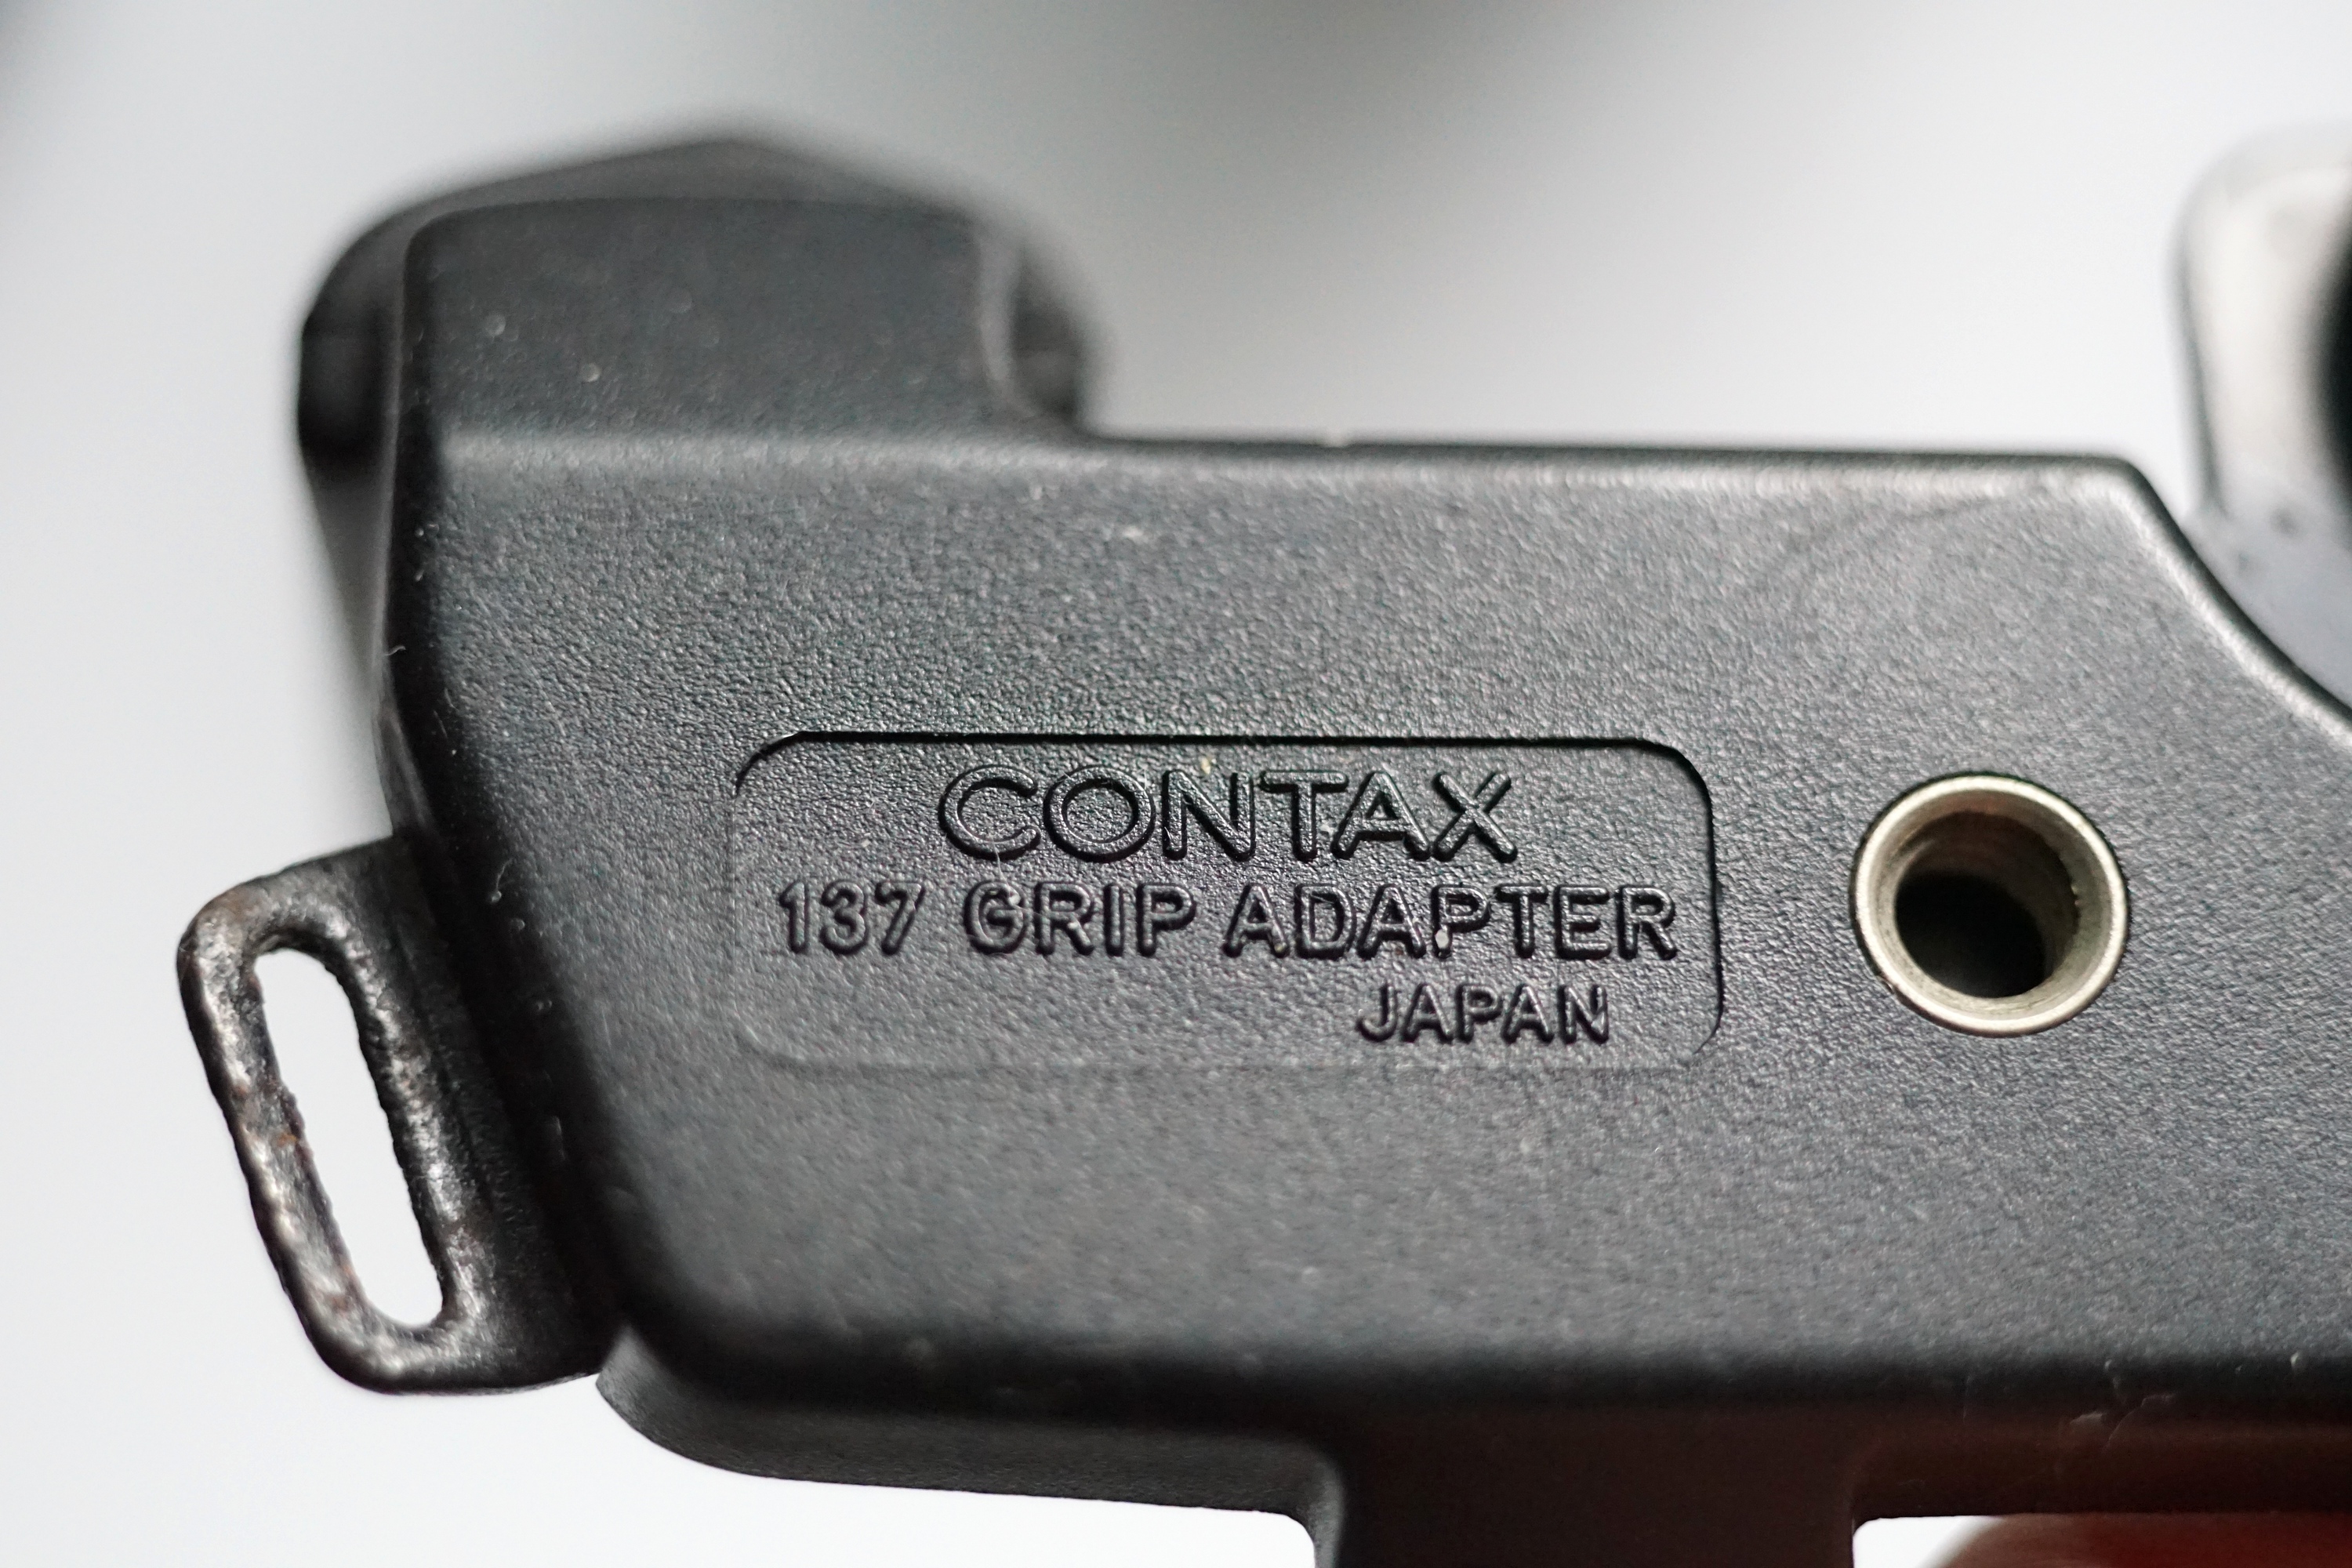 CONTAX
137 GRIP ADAPTER
JAPAN